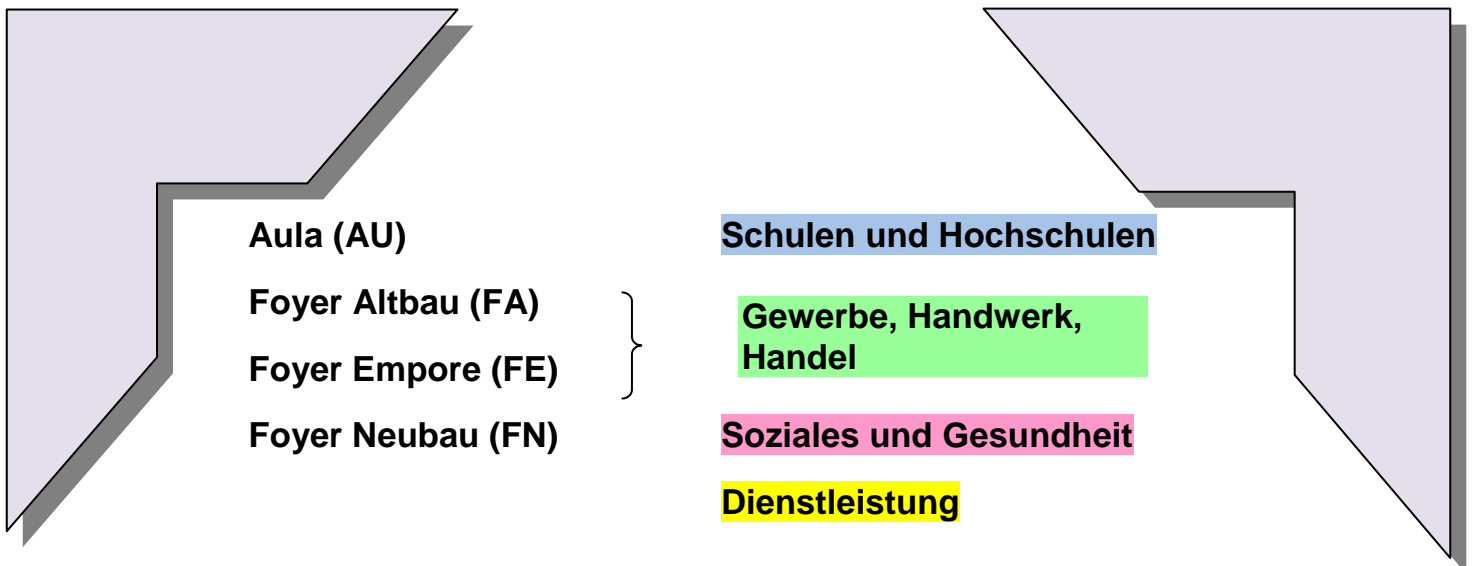 Aula (AU) Schulen und Hochschulen
Foyer Altbau (FA)
Gewerbe, Handwerk,
Handel
Foyer Empore (FE)
Foyer Neubau (FN) Soziales und Gesundheit
Dienstleistung